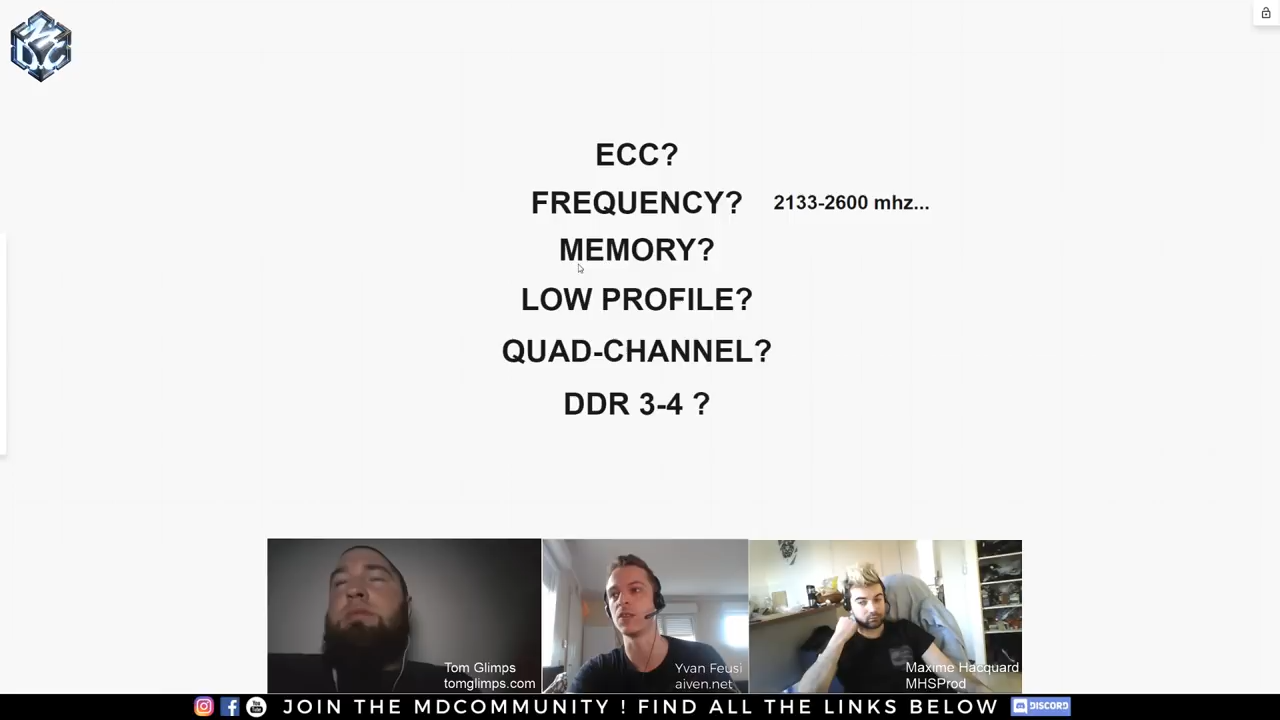 ECC?
FREQUENCY? 2133-2600 mhz...
MEMORY?
LOW PROFILE?
QUAD-CHANNEL?
DDR 3-4 ?
Tom Glimps
tomglimps.com
Yvan Feusi
aiven.net
Maxime Hacquard
MHSProd
JOIN THE MDCOMMUNITY ! FIND ALL THE LINKS BELOW DISCORD